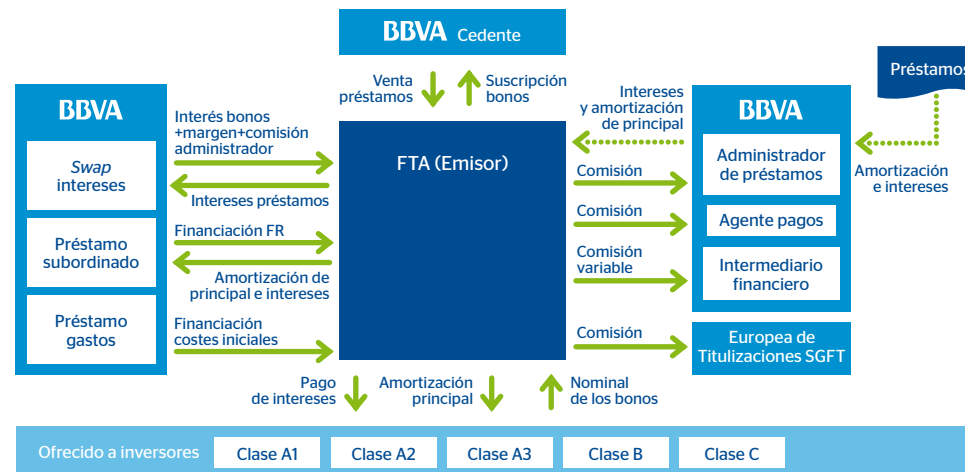 BBVA Cedente
Venta
préstamos
Suscripción
bonos
Préstamos
BBVA
Swap
intereses
Préstamo
subordinado
Préstamo
gastos
Interés bonos
+margen+comisión
administrador
Intereses préstamos
Financiación FR
Amortización de
principal e intereses
Financiación
costes iniciales
FTA (Emisor)
Intereses
y amortización
de principal
Comisión
Comisión
Comisión
variable
Comisión
BBVA
Administrador
de préstamos
Agente pagos
Intermediario
financiero
Amortización
e intereses
Europea de
Titulizaciones SGFT
Pago
de intereses
Amortización
principal
Nominal
de los bonos
Ofrecido a inversores
Clase A1
Clase A2
Clase A3
Clase B
Clase C